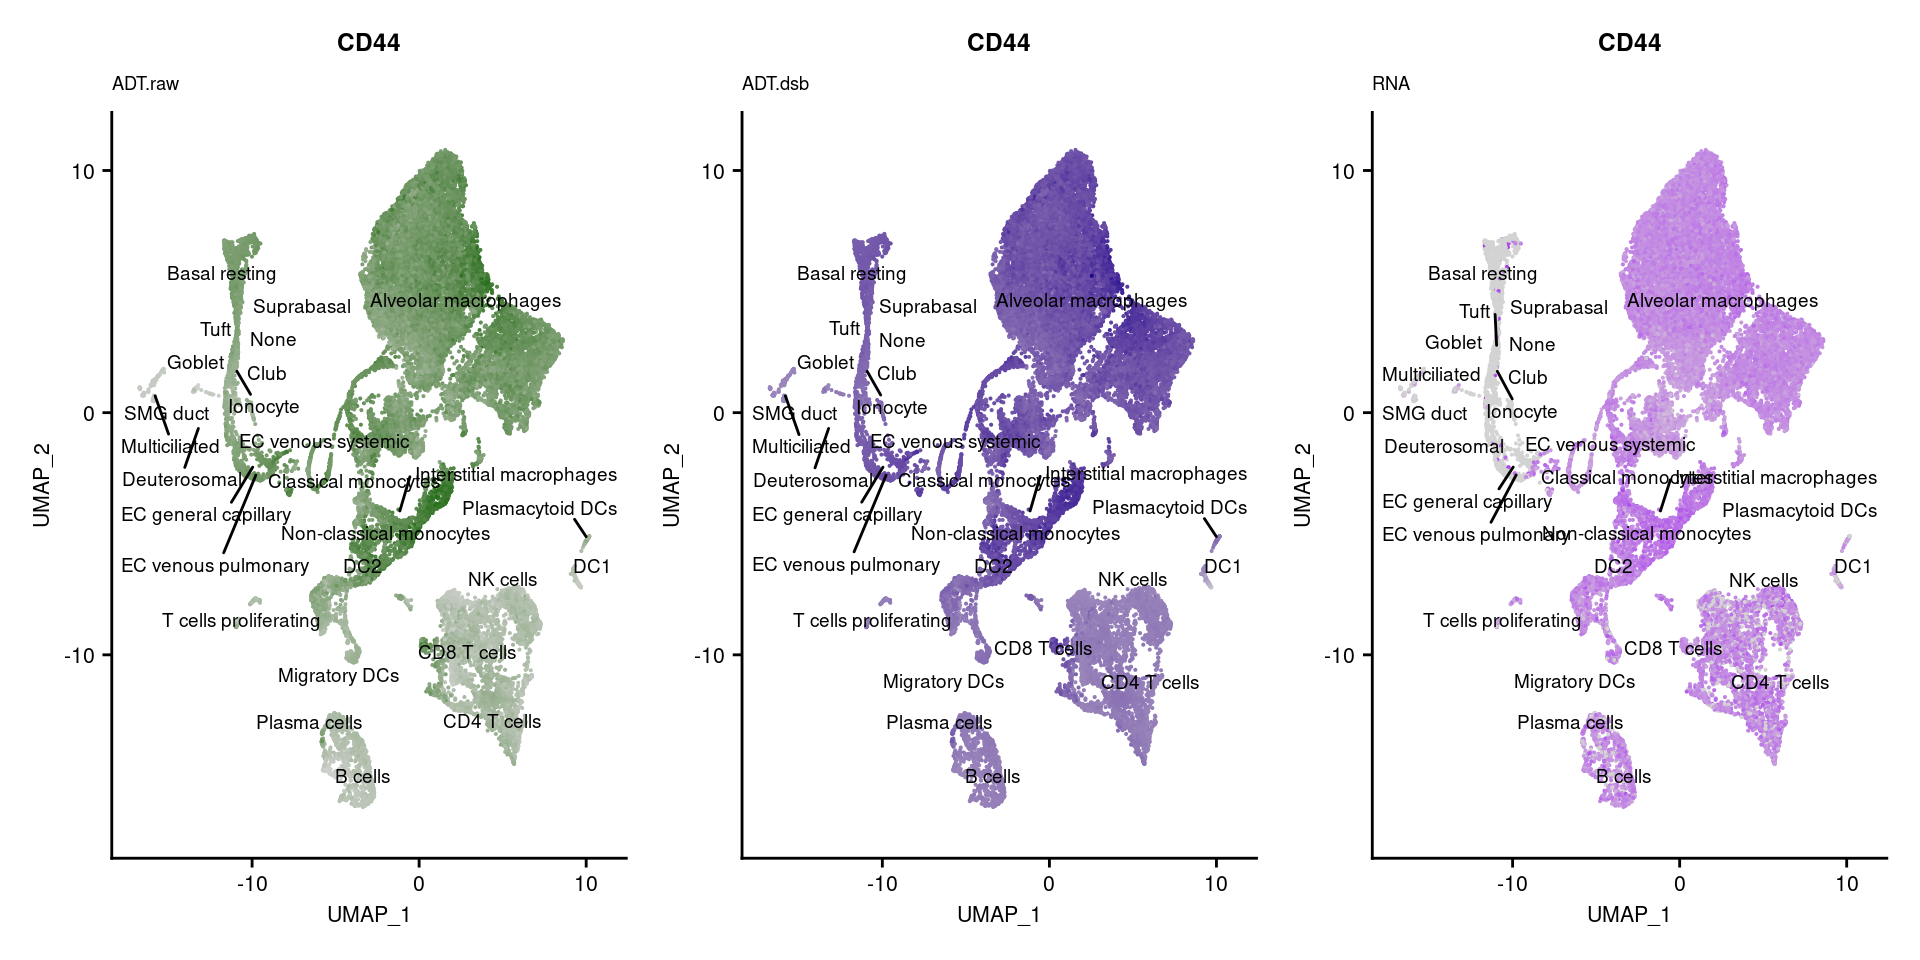 CD44
ADT.raw
10
0
-10
UMAP_2
Basal resting
Suprabasal
Alveolar macrophages
Tuft
None
Goblet
Club
SMG duct
Ionocyte
Multiciliated
EC venous systemic
Deuterosomal
Classical monocytes
Interstitial macrophages
EC general capillary
Plasmacytoid DCs
Non-classical monocytes
EC venous pulmonary
DC2
DC1
NK cells
T cells proliferating
CD8 T cells
Migratory DCs
Plasma cells
CD4 T cells
B cells
-10
0
10
UMAP_1
CD44
ADT.dsb
10
0
-10
UMAP_2
Basal resting
Suprabasal
Alveolar macrophages
Tuft
None
Goblet
Club
SMG duct
Ionocyte
Multiciliated
EC venous systemic
Deuterosomal
Classical monocytes
Interstitial macrophages
EC general capillary
Plasmacytoid DCs
Non-classical monocytes
EC venous pulmonary
DC2
DC1
NK cells
T cells proliferating
CD8 T cells
Migratory DCs
CD4 T cells
Plasma cells
B cells
-10
0
10
UMAP_1
CD44
RNA
10
0
-10
UMAP_2
Basal resting
Suprabasal
Alveolar macrophages
Tuft
None
Goblet
Multiciliated
Club
SMG duct
Ionocyte
Deuterosomal
EC venous systemic
Classical monocytes
Interstitial macrophages
EC general capillary
Plasmacytoid DCs
EC venous pulmonary
Non-classical monocytes
DC2
DC1
NK cells
T cells proliferating
CD8 T cells
Migratory DCs
CD4 T cells
Plasma cells
B cells
-10
0
10
UMAP_1